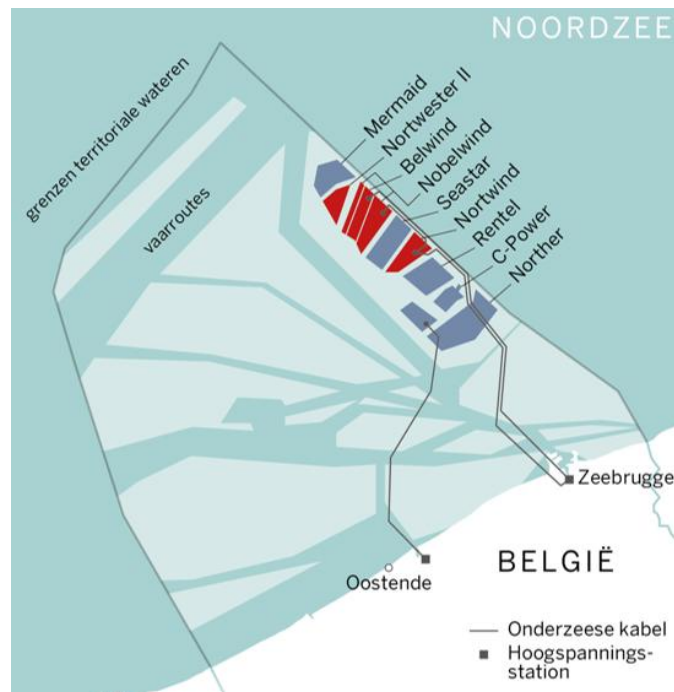 NOORDZEE
grenzen territoriale wateren
vaarroutes
Mermaid
Nortwester II
Belwind
Nobelwind
Seastar
Nortwind
Rentel
C-Power
Norther
Zeebrugge
BELGIË
Oostende
Onderzeese kabel
Hoogspannings-
station